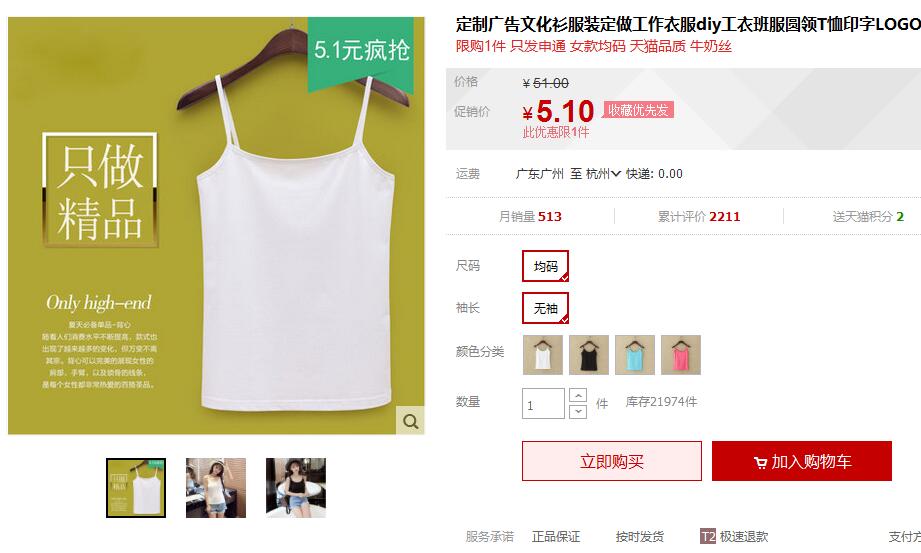 5.1元疯抢
只做
精品
Only high-end
夏天必备单品-背心
随着人们消费水平不断提高，款式也
出现了越来越多的变化，但万变不离
其宗。背心可以完美的展现女性的
肩部、手臂，以及锁骨的线条，
是每个女性都非常热爱的百搭茶品。
定制广告文化衫服装定做工作衣服diy工衣班服圆领T恤印字LOGO
限购1件 只发申通 女款均码 天猫品质 牛奶丝
价格 ¥51.00
促销价 ¥5.10 收藏优先发
此优惠限1件
运费 广东广州 至 杭州 快递: 0.00
月销量 513 累计评价 2211 送天猫积分 2
尺码 均码
袖长 无袖
颜色分类
数量 1 件 库存21974件
立即购买 加入购物车
服务承诺 正品保证 按时发货 T2 极速退款 支付方